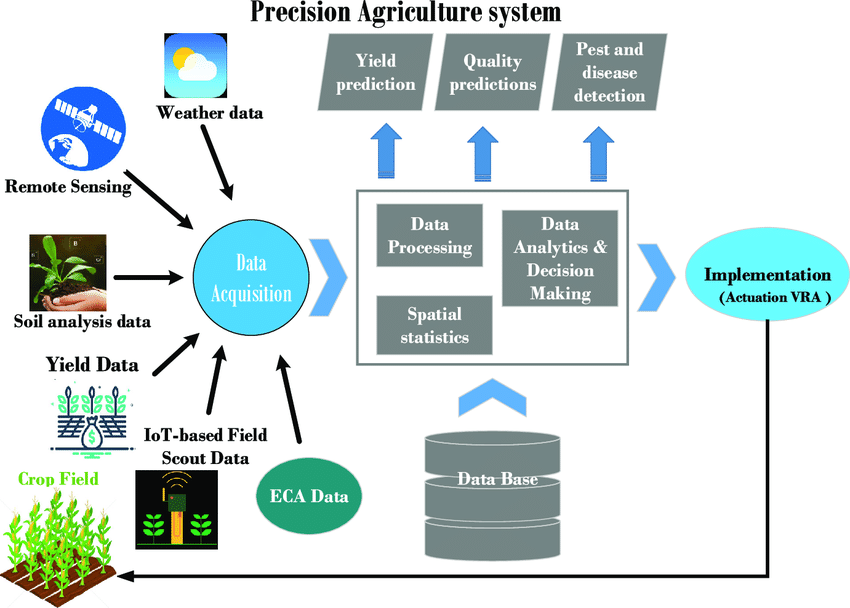 Precision Agriculture system
Weather data
Remote Sensing
Soil analysis data
Yield Data
IoT-based Field
Scout Data
ECA Data
Crop Field
Data
Acquisition
Yield
prediction
Quality
predictions
Pest and
disease
detection
Data
Processing
Data
Analytics &
Decision
Making
Spatial
statistics
Data Base
Implementation
(Actuation VRA )
B
$